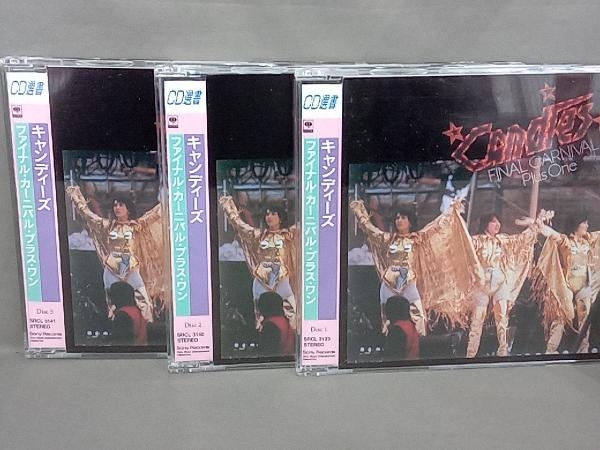 CD選書
キャンディーズ
ファイナル・カーニバル・プラス・ワン
Disc 3
SRCL 3141
STEREO
Sony Records
CD選書
キャンディーズ
ファイナル・カーニバル・プラス・ワン
Disc 2
STEREO
Sony Records
CD選書
キャンディーズ
ファイナル・カーニバル・プラス・ワン
Disc 1
STEREO
Sony Records
CANDIES
FINAL CARNIVAL
Plus One